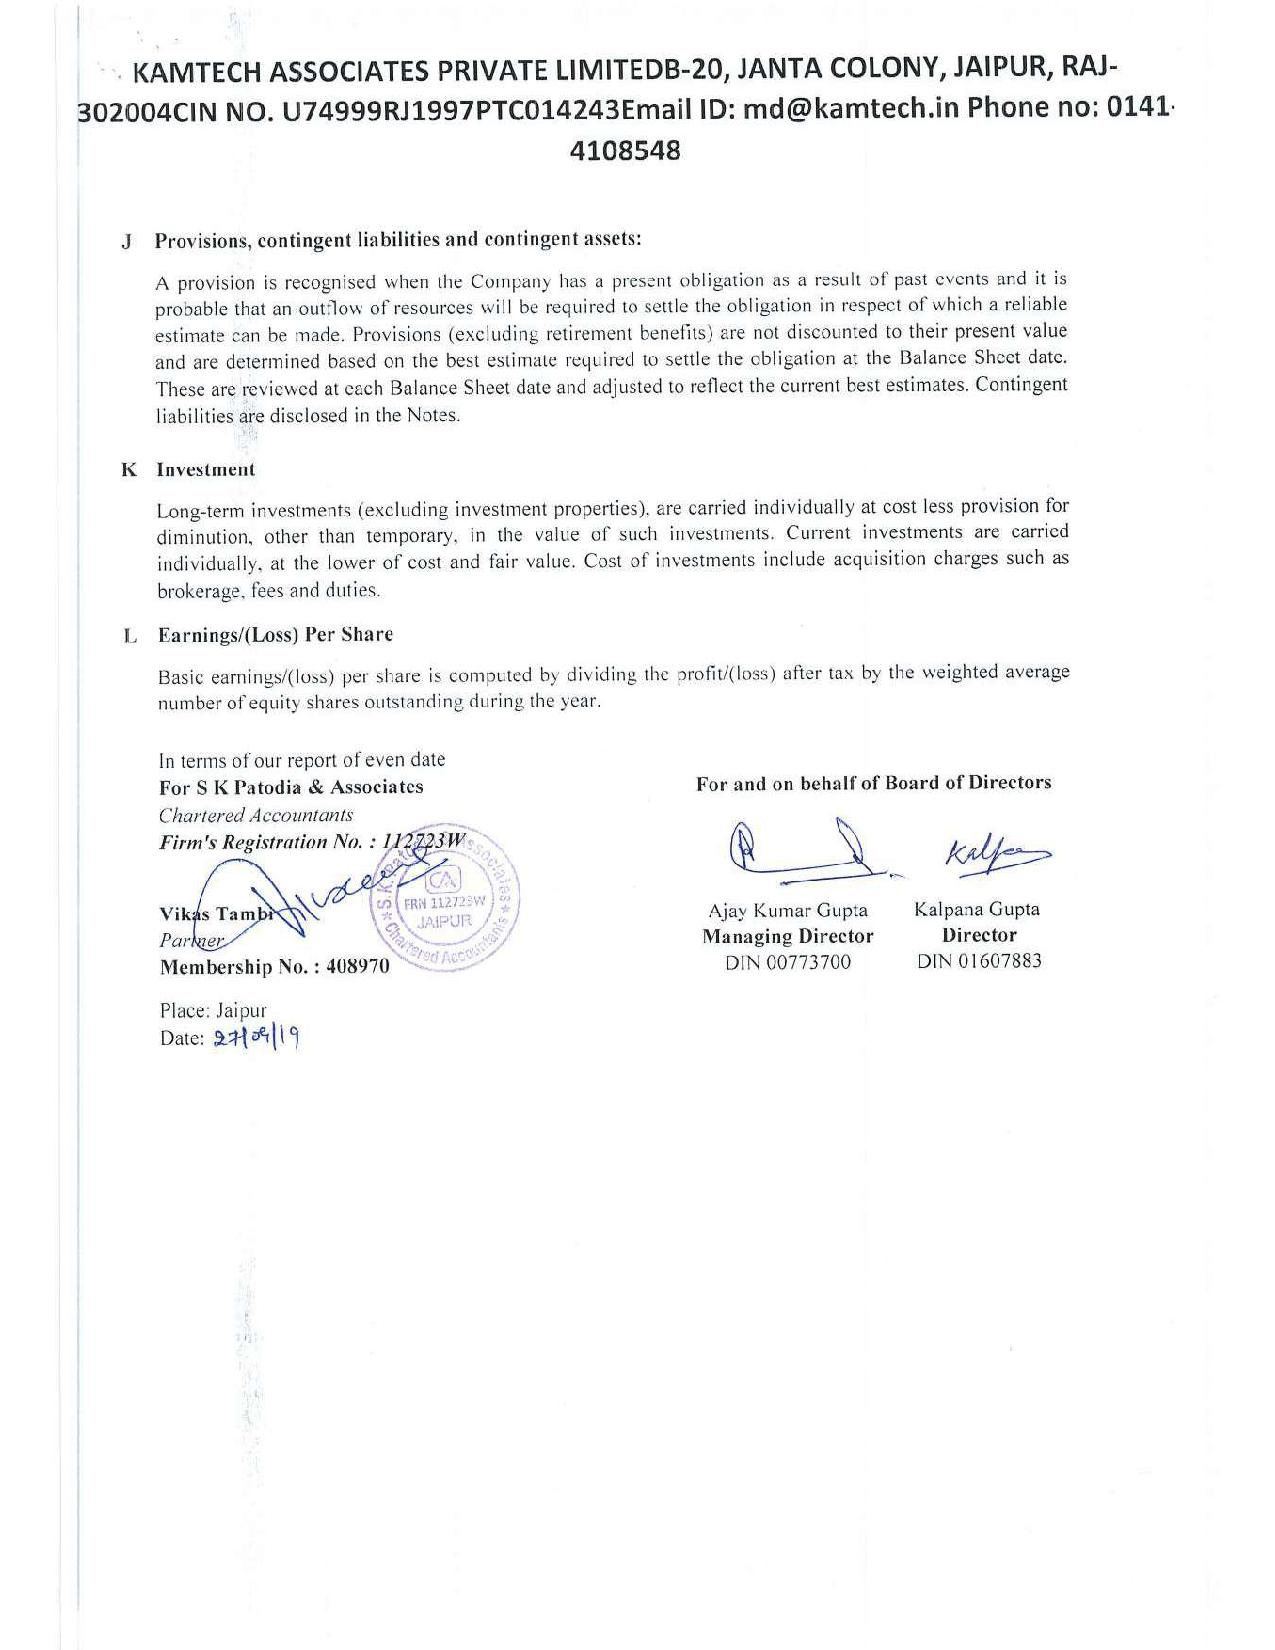 KAMTECH ASSOCIATES PRIVATE LIMITEDB-20, JANTA COLONY, JAIPUR, RAJ-
302004CIN NO. U74999RJ1997PTC014243Email ID: md@kamtech.in Phone no: 0141-
4108548
J Provisions, contingent liabilities and contingent assets:
A provision is recognised when the Company has a present obligation as a result of past events and it is
probable that an outflow of resources will be required to settle the obligation in respect of which a reliable
estimate can be made. Provisions (excluding retirement benefits) are not discounted to their present value
and are determined based on the best estimate required to settle the obligation at the Balance Sheet date.
These are reviewed at each Balance Sheet date and adjusted to reflect the current best estimates. Contingent
liabilities are disclosed in the Notes.
K Investment
Long-term investments (excluding investment properties), are carried individually at cost less provision for
diminution, other than temporary, in the value of such investments. Current investments are carried
individually, at the lower of cost and fair value. Cost of investments include acquisition charges such as
brokerage, fees and duties.
L Earnings/(Loss) Per Share
Basic earnings/(loss) per share is computed by dividing the profit/(loss) after tax by the weighted average
number of equity shares outstanding during the year.
In terms of our report of even date
For S K Patodia & Associates
Chartered Accountants
Firm's Registration No. : 112723W
Vikas Tambi
Partner
Membership No. : 408970
S.K. Patodia & Associates
CA
FRN 112723W
JAIPUR
Chartered Accountants
Place: Jaipur
Date: 27/09/19
For and on behalf of Board of Directors
Ajay Kumar Gupta Kalpana Gupta
Managing Director Director
DIN 00773700 DIN 01607883